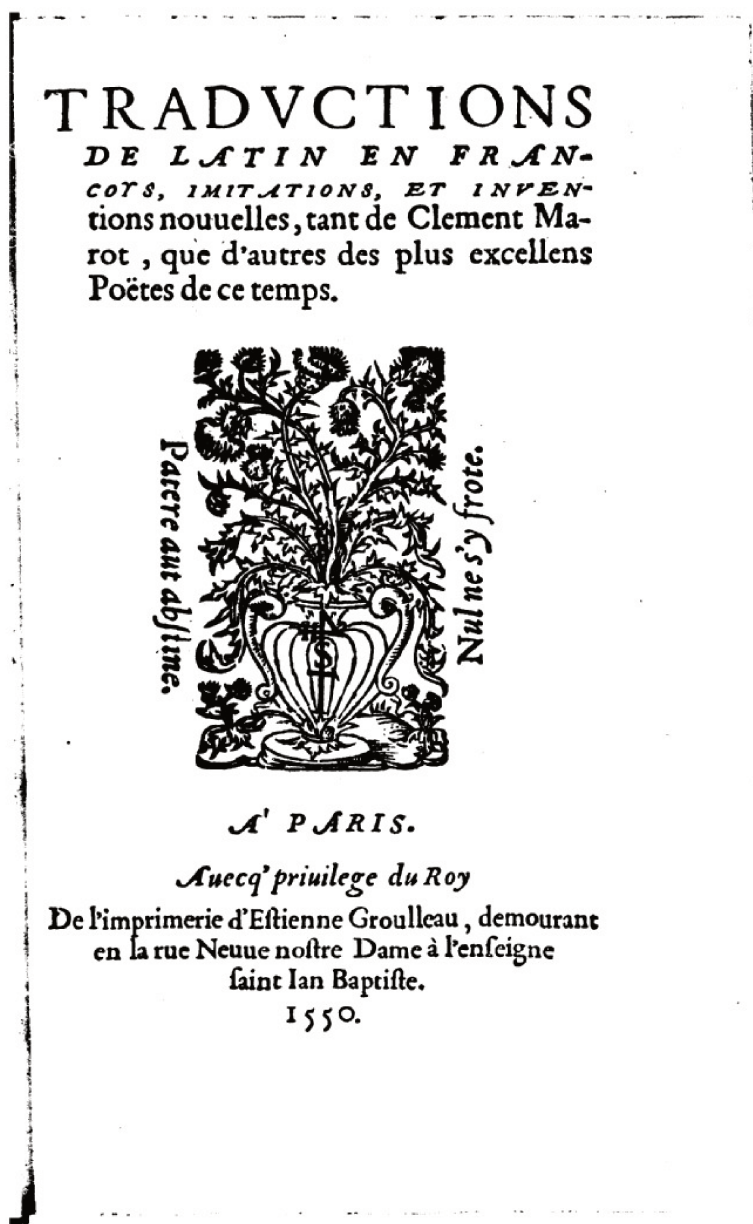 TRADVCTIONS
DE LATIN EN FRAN-
COYS, IMITATIONS, ET INVEN-
tions nouuelles, tant de Clement Ma-
rot, que d'autres des plus excellens
Poëtes de ce temps.
Patere aut abſtine.
Nul ne s'y frote.
A' PARIS.
Auecq' priuilege du Roy
De l'imprimerie d'Eſtienne Groulleau, demourant
en la rue Neuue noſtre Dame à l'enſeigne
ſaint Ian Baptiſte.
1550.